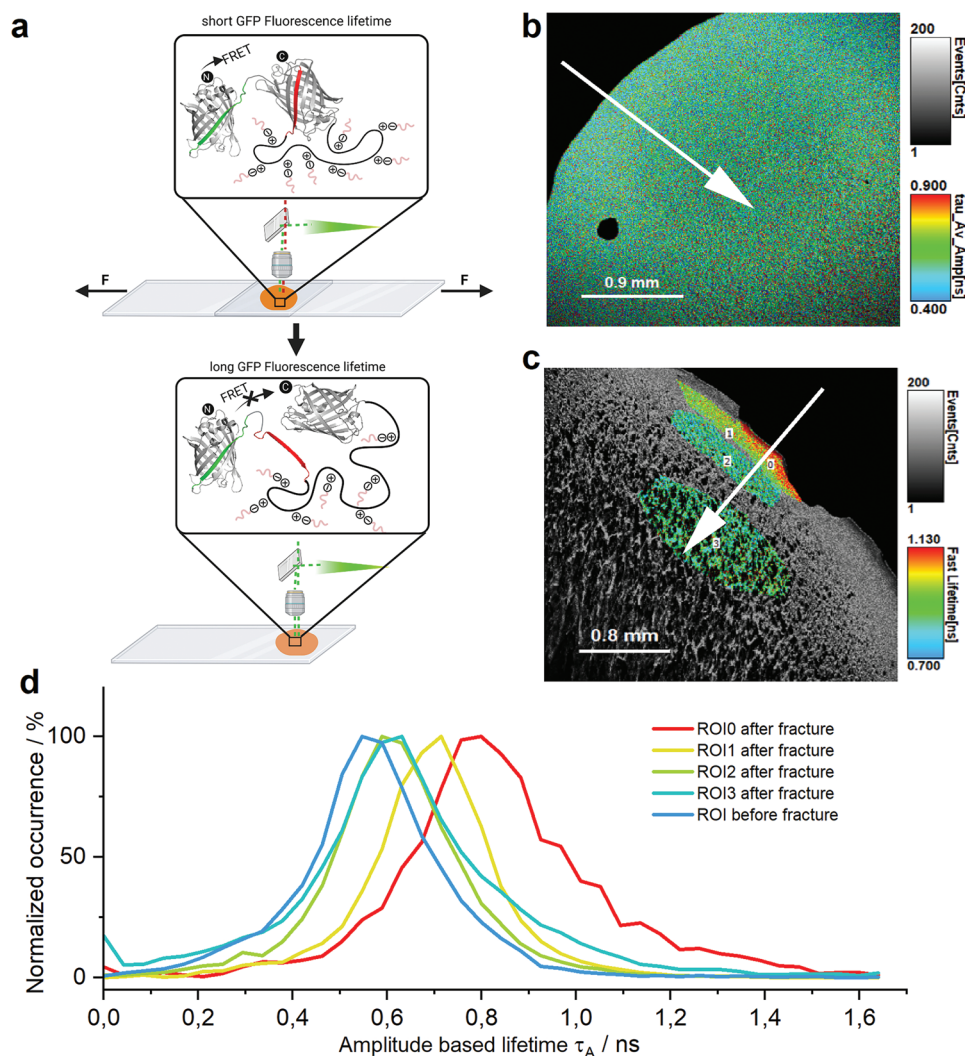 a
short GFP Fluorescence lifetime
FRET
N
C
F
F
long GFP Fluorescence lifetime
FRET
N
C
b
0.9 mm
200
Events[Cnts]
1
0.900
tau_Av_Amp[ns]
0.400
c
1
0
2
3
0.8 mm
200
Events[Cnts]
1
1.130
Fast Lifetime[ns]
0.700
d
Normalized occurrence / %
100
50
0
ROI0 after fracture
ROI1 after fracture
ROI2 after fracture
ROI3 after fracture
ROI before fracture
0,0 0,2 0,4 0,6 0,8 1,0 1,2 1,4 1,6
Amplitude based lifetime τA / ns